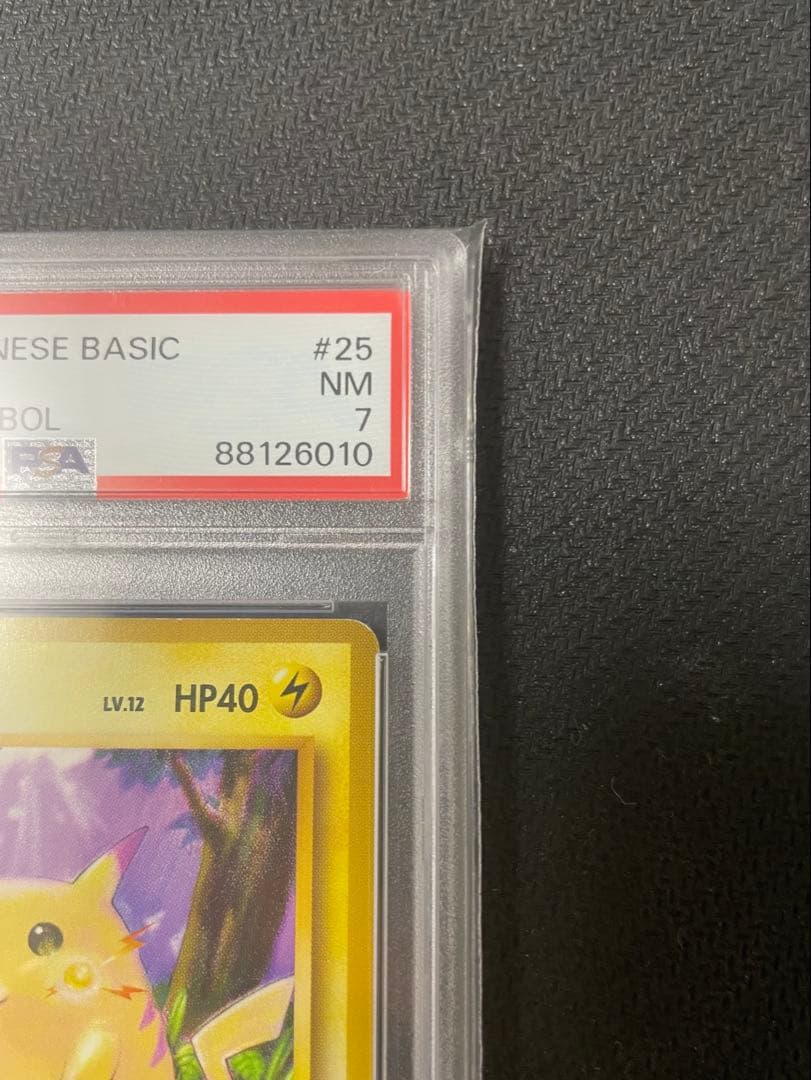 NESE BASIC #25
NM
BOL 7
PSA 88126010
LV.12 HP40